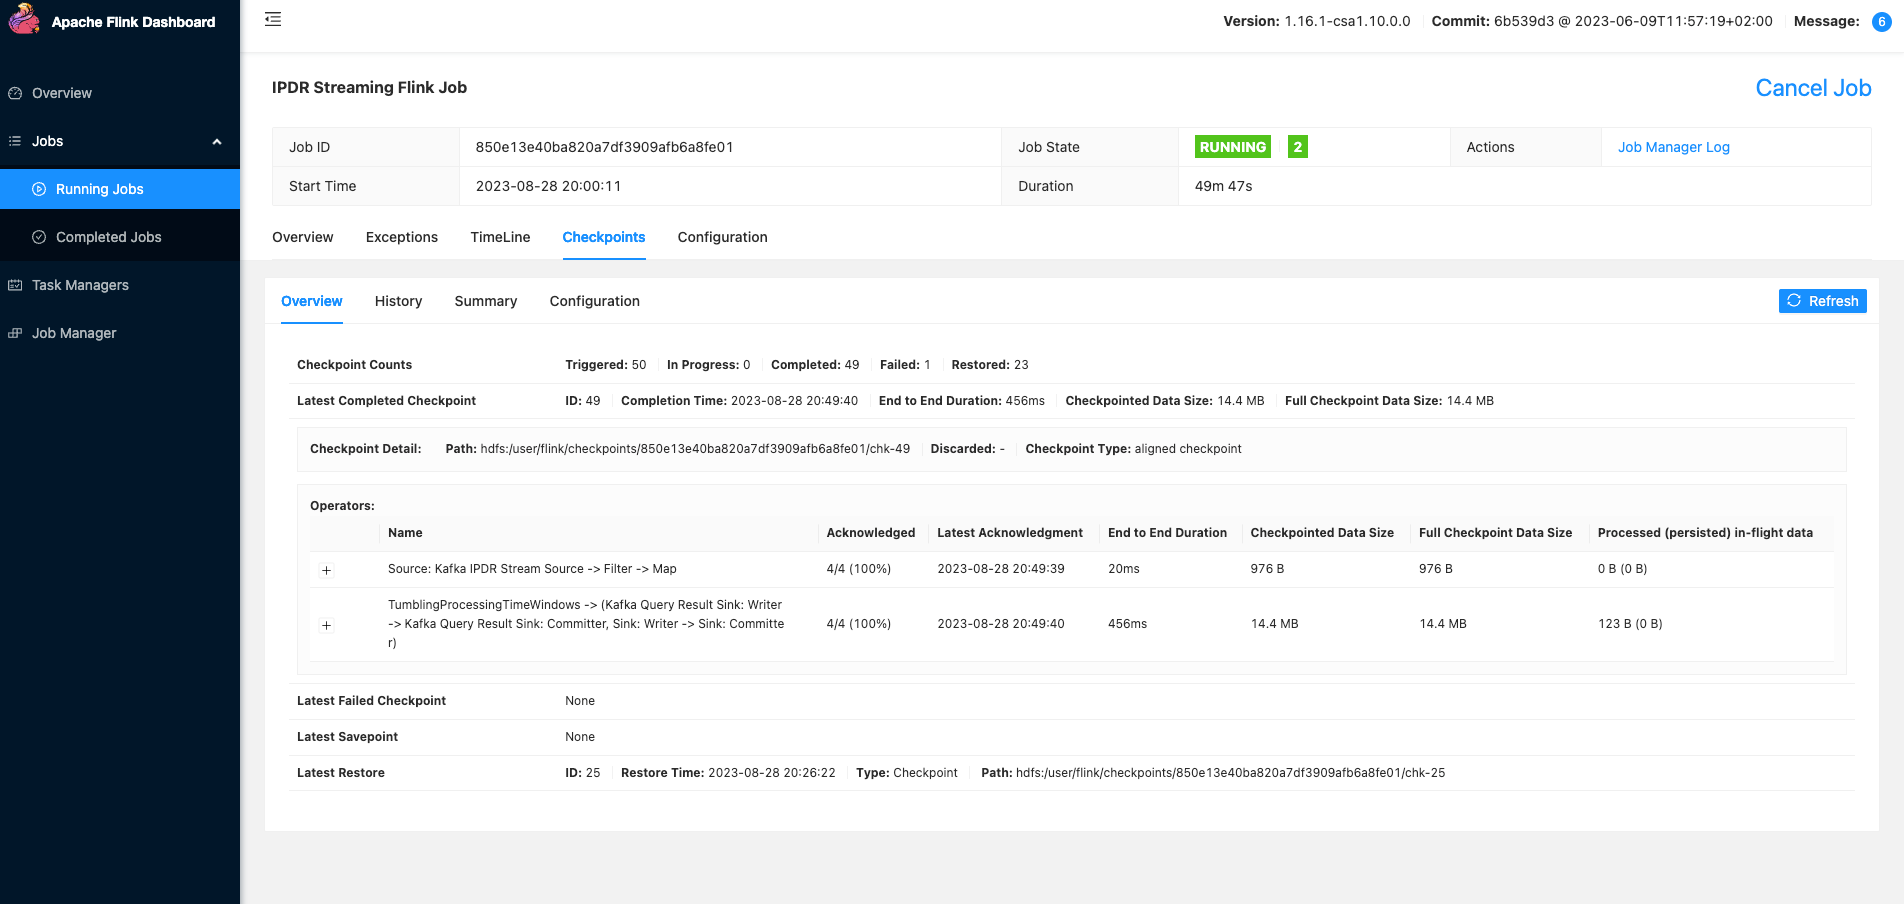 Apache Flink Dashboard
Version: 1.16.1-csa1.10.0.0 Commit: 6b539d3 @ 2023-06-09T11:57:19+02:00 Message: 6
Overview
Jobs
Running Jobs
Completed Jobs
Task Managers
Job Manager
IPDR Streaming Flink Job
Cancel Job
Job ID 850e13e40ba820a7df3909afb6a8fe01 Job State RUNNING 2 Actions Job Manager Log
Start Time 2023-08-28 20:00:11 Duration 49m 47s
Overview Exceptions TimeLine Checkpoints Configuration
Overview History Summary Configuration Refresh
Checkpoint Counts Triggered: 50 In Progress: 0 Completed: 49 Failed: 1 Restored: 23
Latest Completed Checkpoint ID: 49 Completion Time: 2023-08-28 20:49:40 End to End Duration: 456ms Checkpointed Data Size: 14.4 MB Full Checkpoint Data Size: 14.4 MB
Checkpoint Detail: Path: hdfs:/user/flink/checkpoints/850e13e40ba820a7df3909afb6a8fe01/chk-49 Discarded: - Checkpoint Type: aligned checkpoint
Operators:
Name Acknowledged Latest Acknowledgment End to End Duration Checkpointed Data Size Full Checkpoint Data Size Processed (persisted) in-flight data
Source: Kafka IPDR Stream Source -> Filter -> Map 4/4 (100%) 2023-08-28 20:49:39 20ms 976 B 976 B 0 B (0 B)
TumblingProcessingTimeWindows -> (Kafka Query Result Sink: Writer
-> Kafka Query Result Sink: Committer, Sink: Writer -> Sink: Committe 4/4 (100%) 2023-08-28 20:49:40 456ms 14.4 MB 14.4 MB 123 B (0 B)
r)
Latest Failed Checkpoint None
Latest Savepoint None
Latest Restore ID: 25 Restore Time: 2023-08-28 20:26:22 Type: Checkpoint Path: hdfs:/user/flink/checkpoints/850e13e40ba820a7df3909afb6a8fe01/chk-25